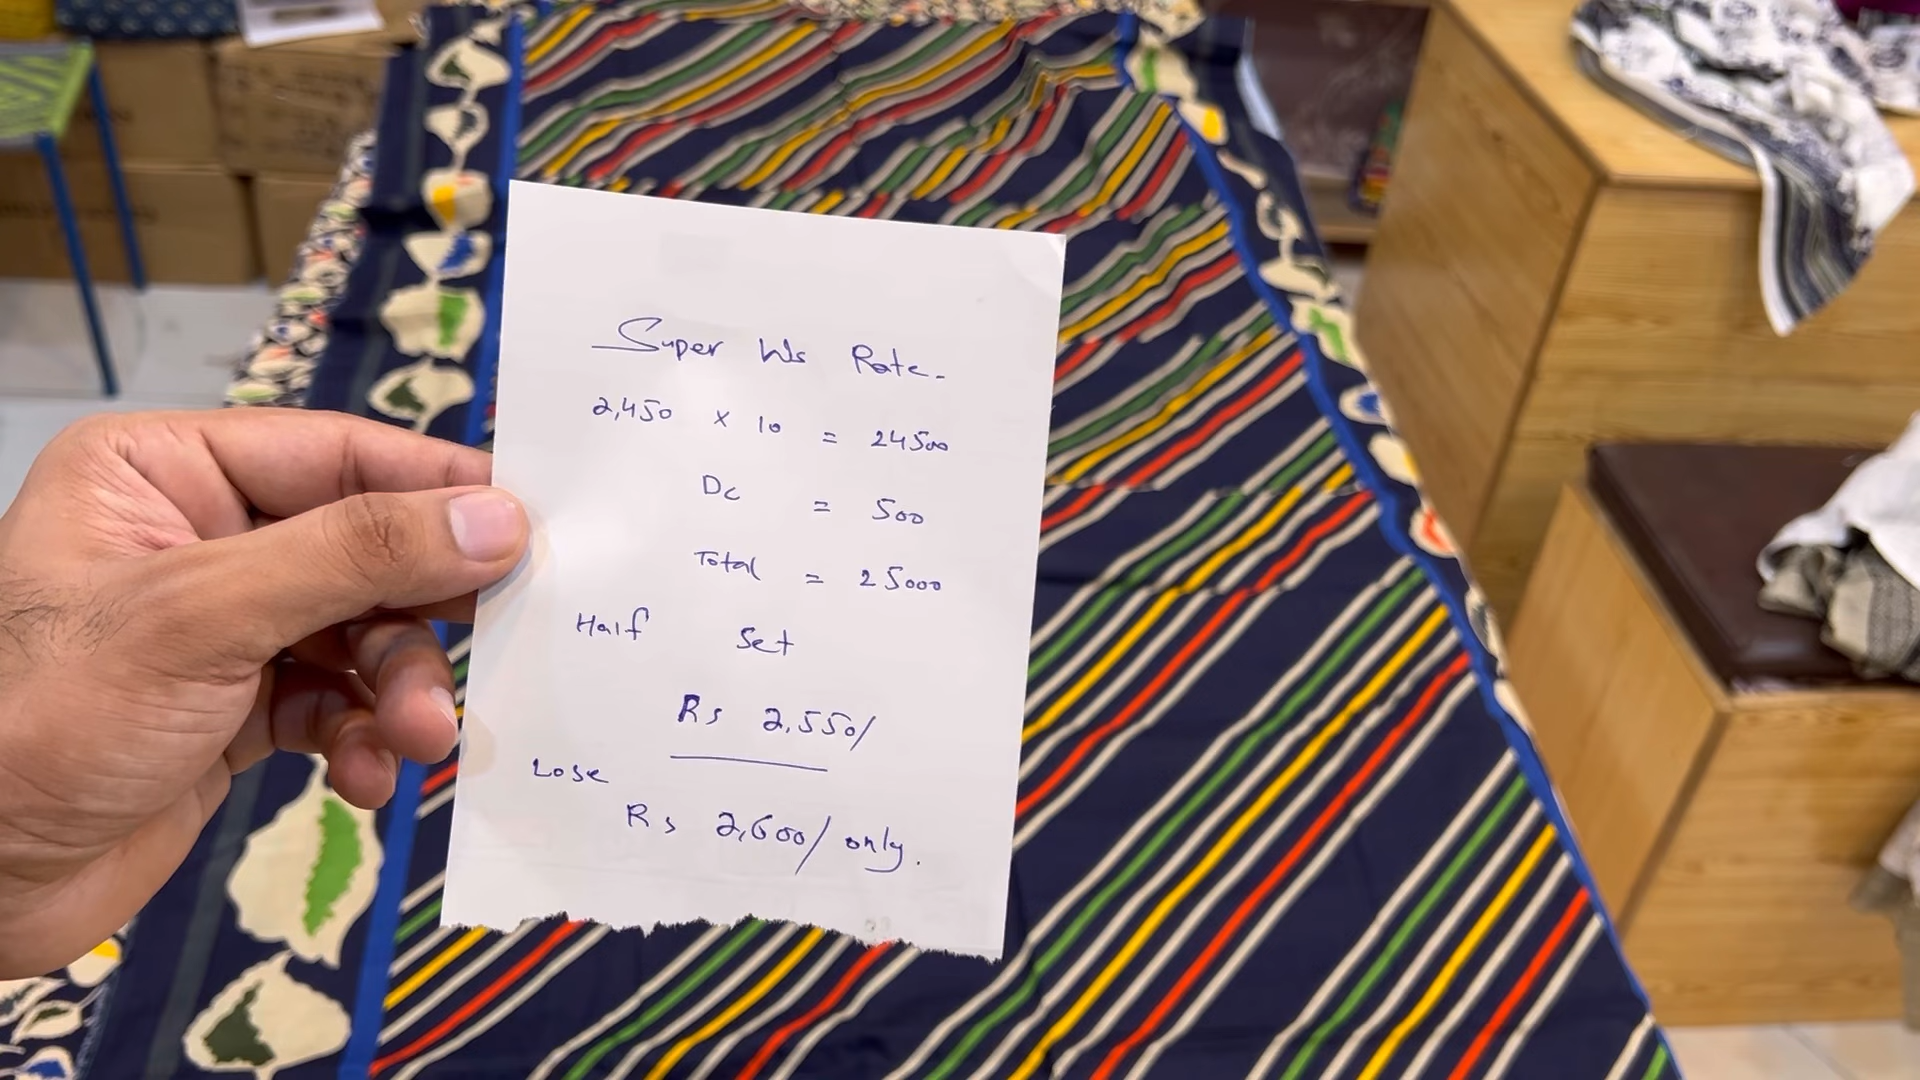 Super Ws Rate-
2,450 x 10 = 24500
Dc = 500
Total = 25000
Half Set
Rs 2,550/
Lose
Rs 2,600/ only.